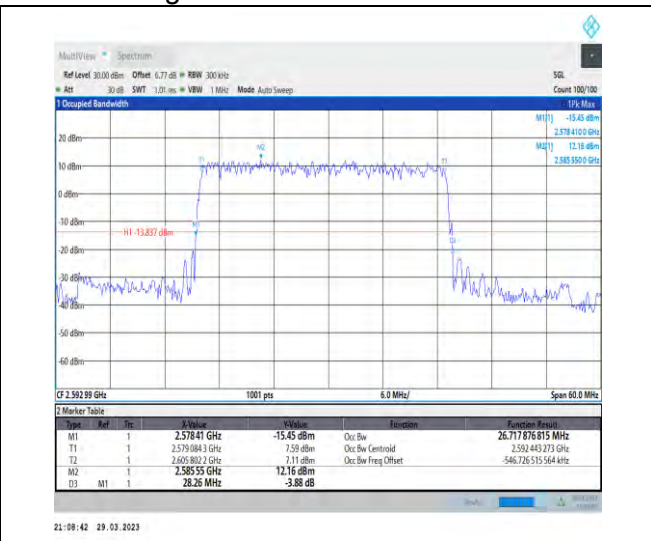 MultiView Spectrum
Ref Level 30.00 dBm Offset 6.77 dB RBW 300 kHz SGL
Att 30 dB SWT 1.01 ms VBW 1 MHz Mode Auto Sweep Count 100/100
1 Occupied Bandwidth 1Pk Max
M1[1] -15.45 dBm
2.578 410 0 GHz
20 dBm M2[1] 12.16 dBm
M2 2.585 550 0 GHz
T1
10 dBm
0 dBm
-10 dBm
M1
H1 -13.837 dBm
D3
-20 dBm
-30 dBm
-40 dBm
-50 dBm
-60 dBm
CF 2.592 99 GHz 1001 pts 6.0 MHz/ Span 60.0 MHz
2 Marker Table
Type Ref Trc X-Value Y-Value Function Function Result
M1 1 2.578 41 GHz -15.45 dBm Occ Bw 26.717 876 815 MHz
T1 1 2.579 084 3 GHz 7.59 dBm Occ Bw Centroid 2.592 443 273 GHz
T2 1 2.605 802 2 GHz 7.11 dBm Occ Bw Freq Offset -546.726 515 564 kHz
M2 1 2.585 55 GHz 12.16 dBm
D3 M1 1 28.26 MHz -3.88 dB
21:08:42 29.03.2023